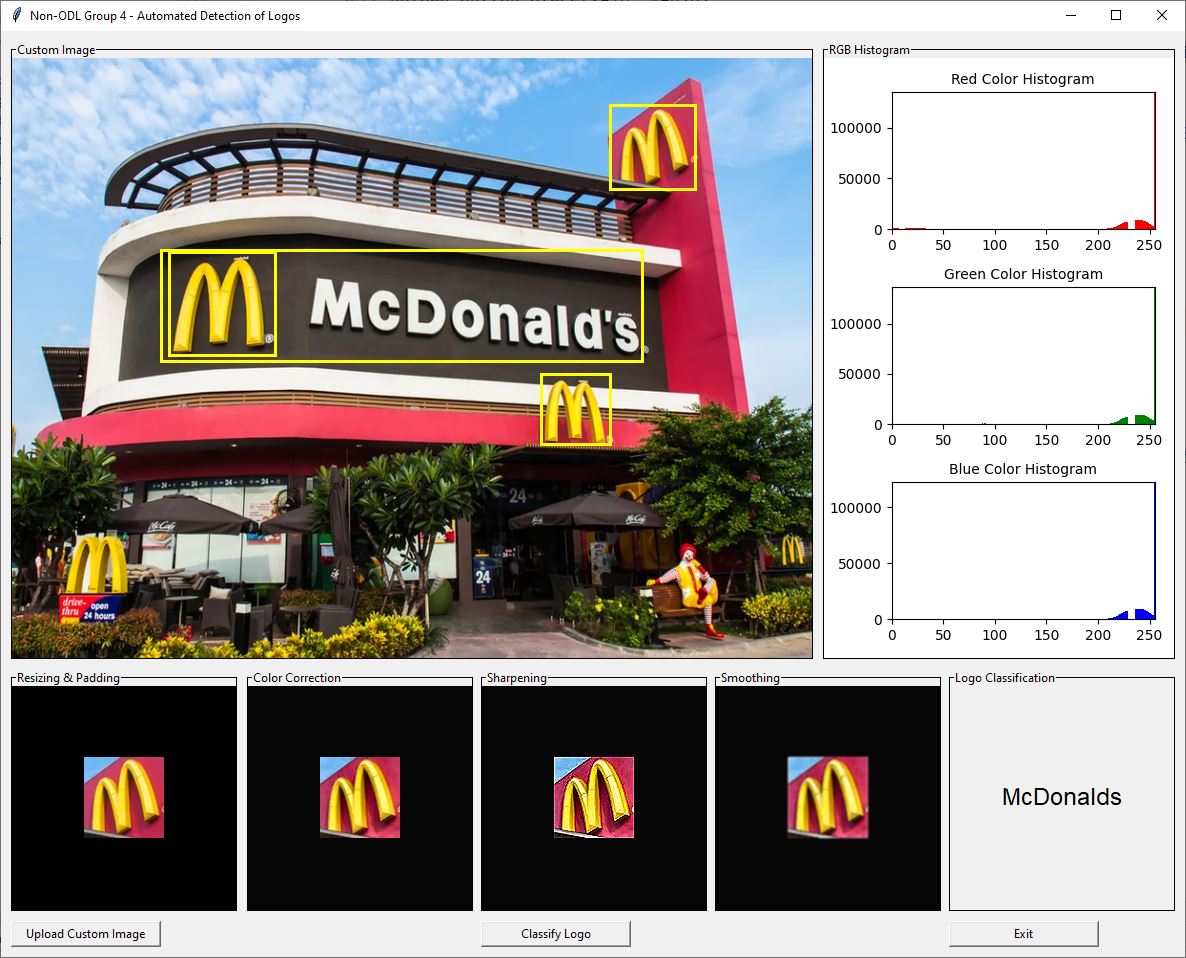 Non-ODL Group 4 - Automated Detection of Logos
Custom Image
McDonald's
24
McCafé
McCafé
drive-
thru
open
24 hours
24
RGB Histogram
Red Color Histogram
100000
50000
0
0 50 100 150 200 250
Green Color Histogram
100000
50000
0
0 50 100 150 200 250
Blue Color Histogram
100000
50000
0
0 50 100 150 200 250
Resizing & Padding
Color Correction
Sharpening
Smoothing
Logo Classification
McDonalds
Upload Custom Image
Classify Logo
Exit